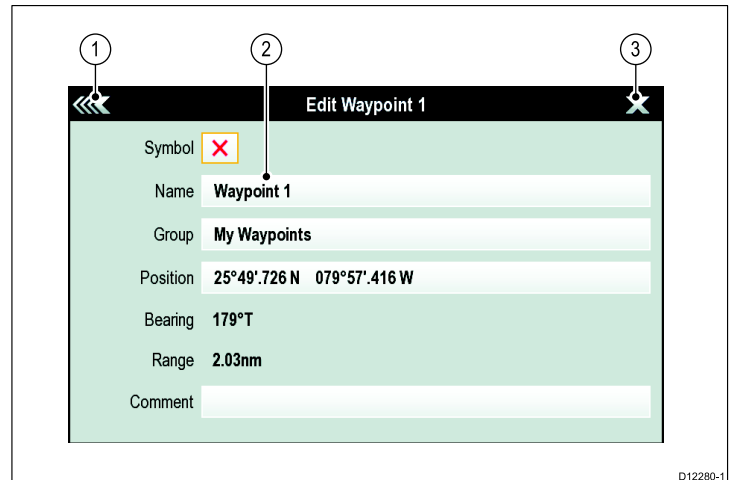 1 2 3
Edit Waypoint 1
Symbol
Name Waypoint 1
Group My Waypoints
Position 25°49'.726 N 079°57'.416 W
Bearing 179°T
Range 2.03nm
Comment
D12280-1